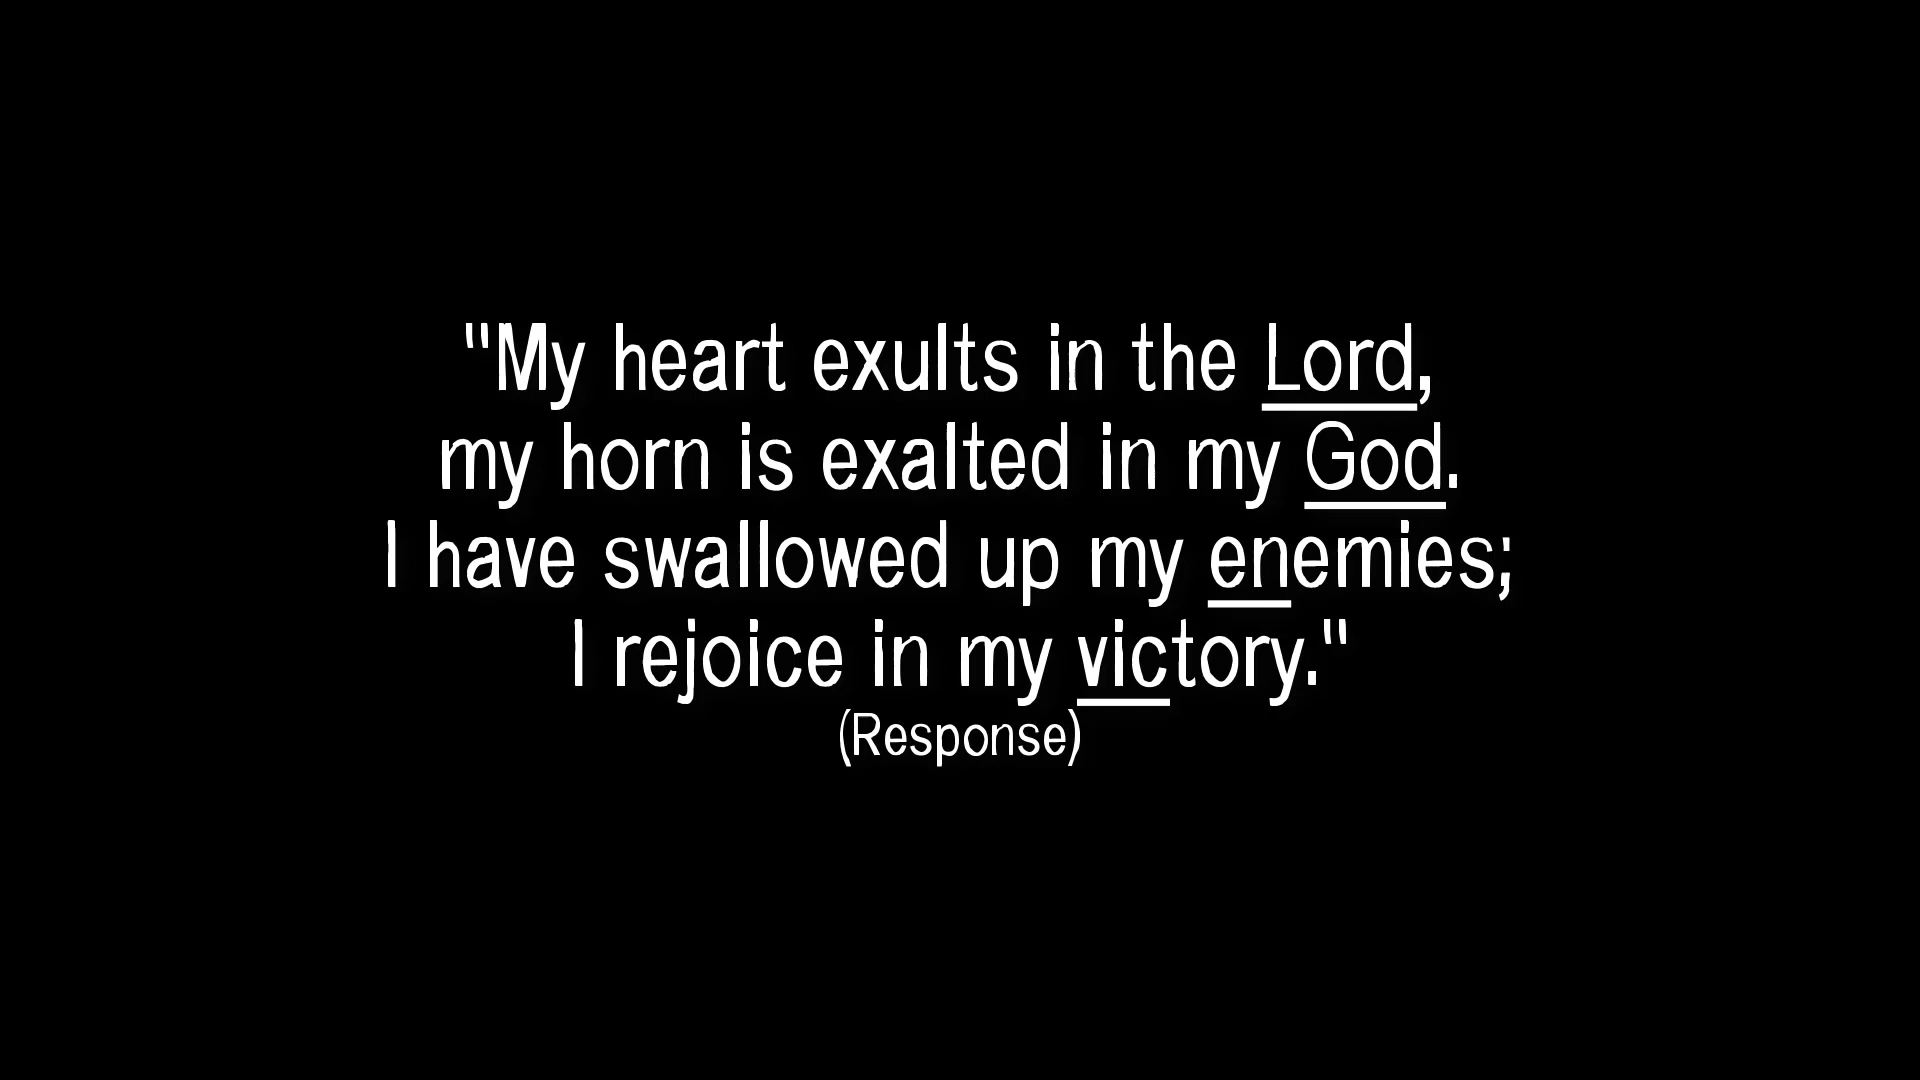 "My heart exults in the Lord,
my horn is exalted in my God.
I have swallowed up my enemies;
I rejoice in my victory."
(Response)